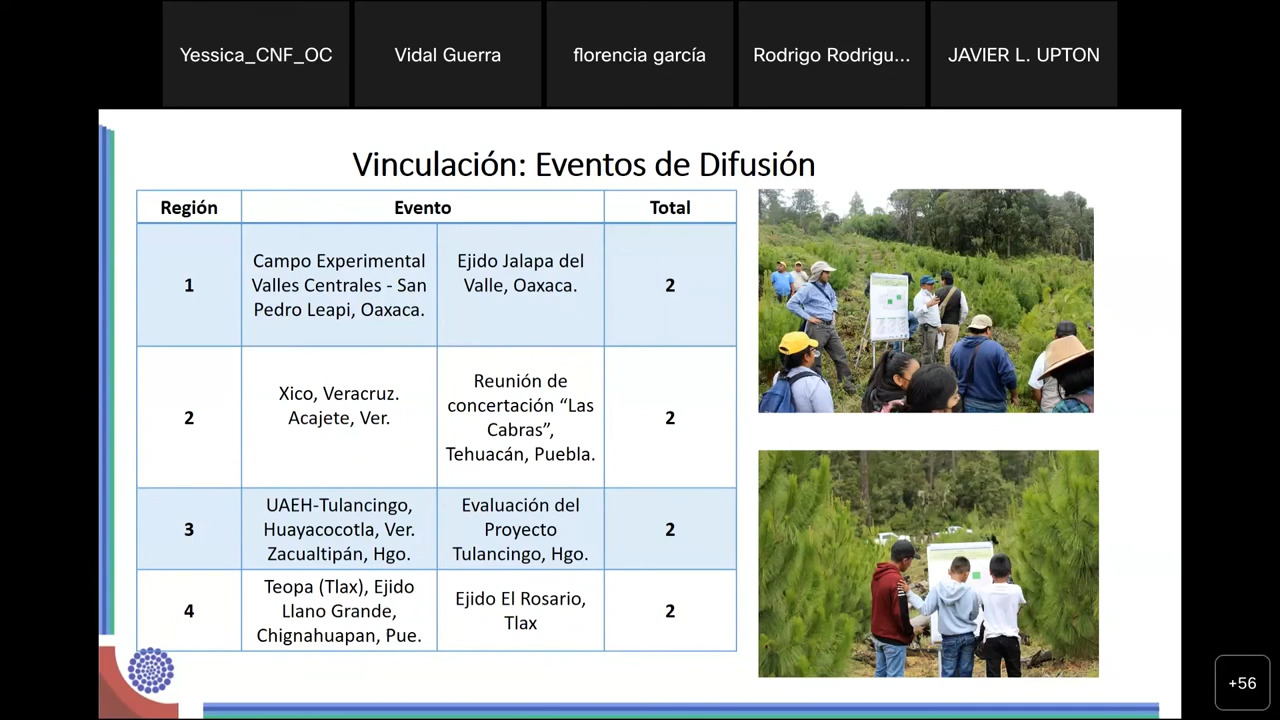 Yessica_CNF_OC
Vidal Guerra
florencia garcía
Rodrigo Rodrigu...
JAVIER L. UPTON
Vinculación: Eventos de Difusión
Región
Evento
Total
1
Campo Experimental
Valles Centrales - San
Pedro Leapi, Oaxaca.
Ejido Jalapa del
Valle, Oaxaca.
2
2
Xico, Veracruz.
Acajete, Ver.
Reunión de
concertación “Las
Cabras”,
Tehuacán, Puebla.
2
3
UAEH-Tulancingo,
Huayacocotla, Ver.
Zacualtipán, Hgo.
Evaluación del
Proyecto
Tulancingo, Hgo.
2
4
Teopa (Tlax), Ejido
Llano Grande,
Chignahuapan, Pue.
Ejido El Rosario,
Tlax
2
+56